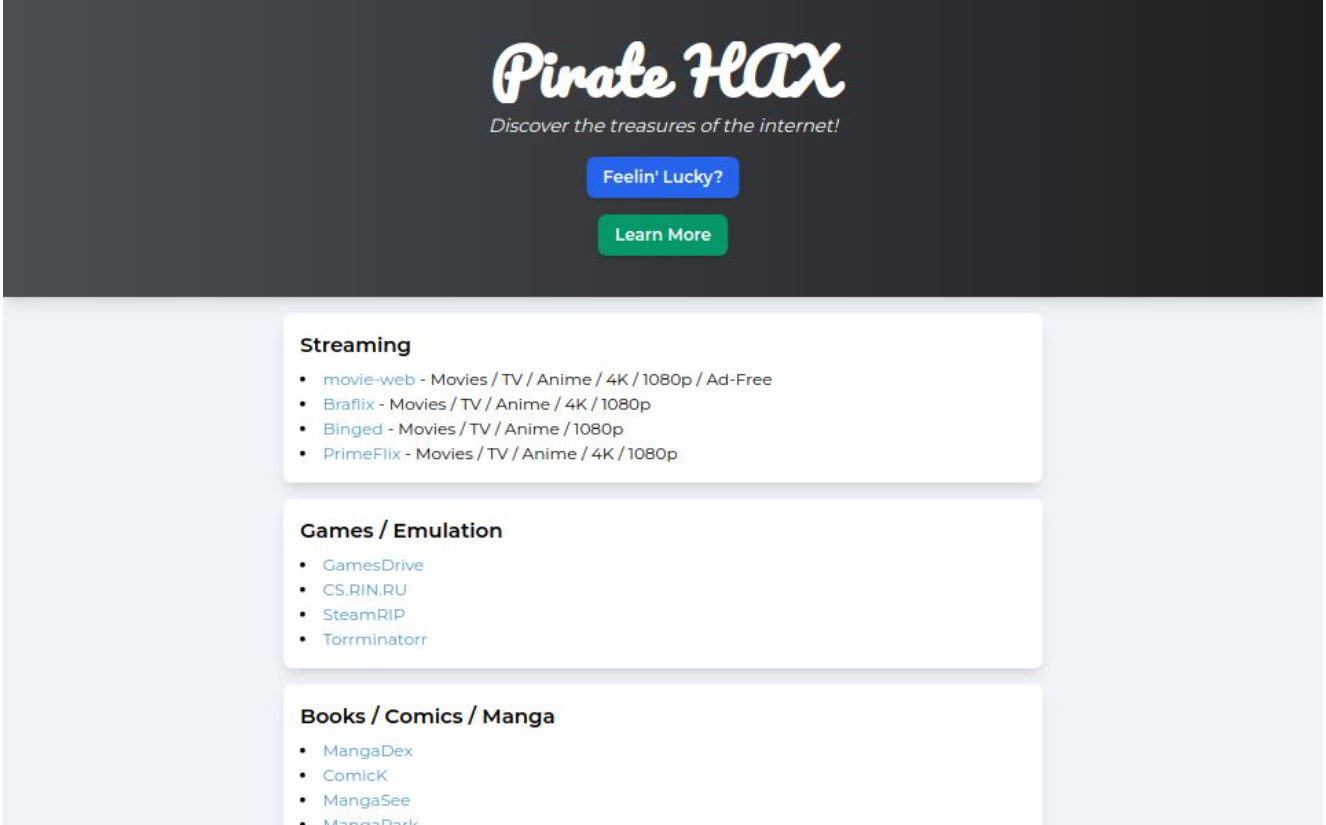 Pirate HAX
Discover the treasures of the internet!
Feelin' Lucky?
Learn More
Streaming
• movie-web - Movies / TV / Anime / 4K / 1080p / Ad-Free
• Braflix - Movies / TV / Anime / 4K / 1080p
• Binged - Movies / TV / Anime / 1080p
• PrimeFlix - Movies / TV / Anime / 4K / 1080p
Games / Emulation
• GamesDrive
• CS.RIN.RU
• SteamRIP
• Torrminatorr
Books / Comics / Manga
• MangaDex
• ComicK
• MangaSee
• MangaPark